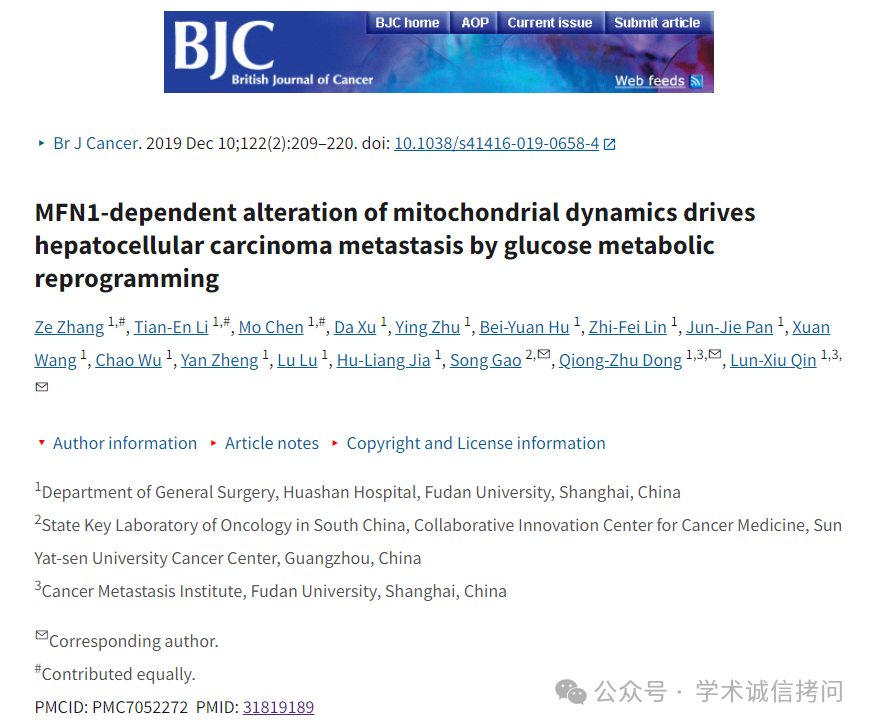 BJC home AOP Current issue Submit article
BJC
British Journal of Cancer
Web feeds
Br J Cancer. 2019 Dec 10;122(2):209–220. doi: 10.1038/s41416-019-0658-4
MFN1-dependent alteration of mitochondrial dynamics drives
hepatocellular carcinoma metastasis by glucose metabolic
reprogramming
Ze Zhang 1,#, Tian-En Li 1,#, Mo Chen 1,#, Da Xu 1, Ying Zhu 1, Bei-Yuan Hu 1, Zhi-Fei Lin 1, Jun-Jie Pan 1, Xuan
Wang 1, Chao Wu 1, Yan Zheng 1, Lu Lu 1, Hu-Liang Jia 1, Song Gao 2,✉, Qiong-Zhu Dong 1,3,✉, Lun-Xiu Qin 1,3,
✉
Author information Article notes Copyright and License information
1Department of General Surgery, Huashan Hospital, Fudan University, Shanghai, China
2State Key Laboratory of Oncology in South China, Collaborative Innovation Center for Cancer Medicine, Sun
Yat-sen University Cancer Center, Guangzhou, China
3Cancer Metastasis Institute, Fudan University, Shanghai, China
✉Corresponding author.
#Contributed equally.
PMCID: PMC7052272 PMID: 31819189
公众号 · 学术诚信拷问